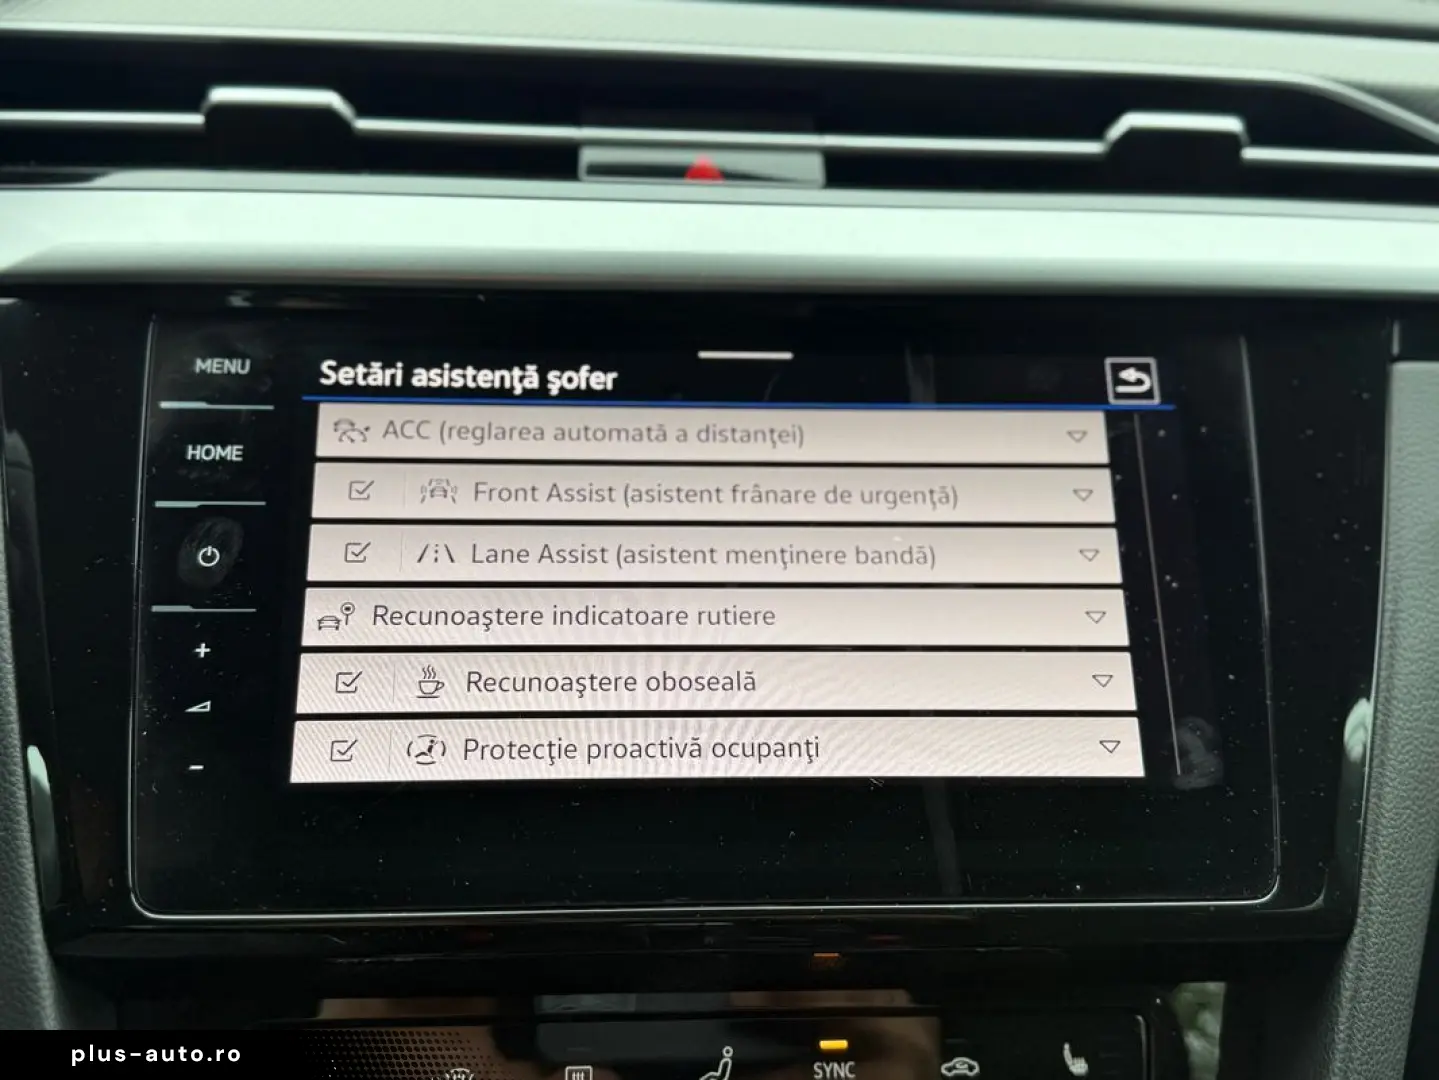 MENU
Setări asistenţă şofer
ACC (reglarea automată a distanţei)
HOME
Front Assist (asistent frânare de urgenţă)
Lane Assist (asistent menţinere bandă)
Recunoaştere indicatoare rutiere
Recunoaştere oboseală
+
Protecţie proactivă ocupanţi
-
plus-auto.ro
SYNC